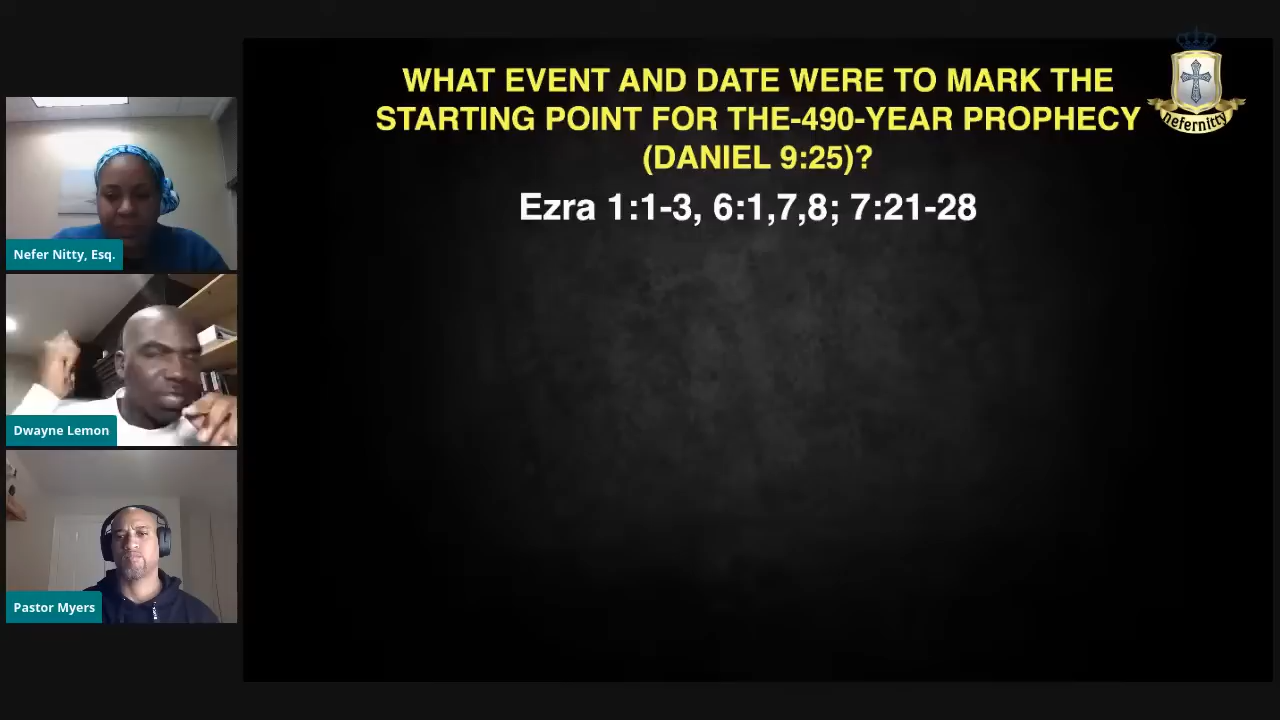 WHAT EVENT AND DATE WERE TO MARK THE
STARTING POINT FOR THE-490-YEAR PROPHECY
(DANIEL 9:25)?
Ezra 1:1-3, 6:1,7,8; 7:21-28
nefernitty
Nefer Nitty, Esq.
Dwayne Lemon
Pastor Myers